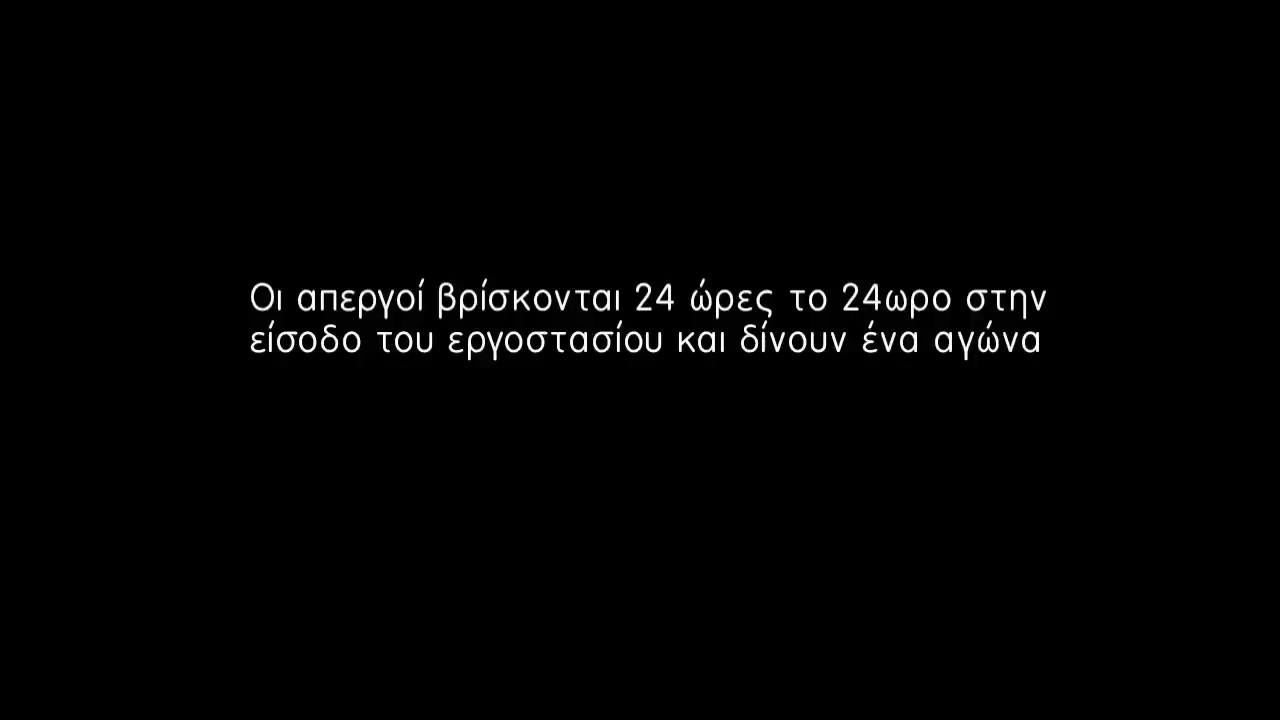 Οι απεργοί βρίσκονται 24 ώρες το 24ωρο στην
είσοδο του εργοστασίου και δίνουν ένα αγώνα